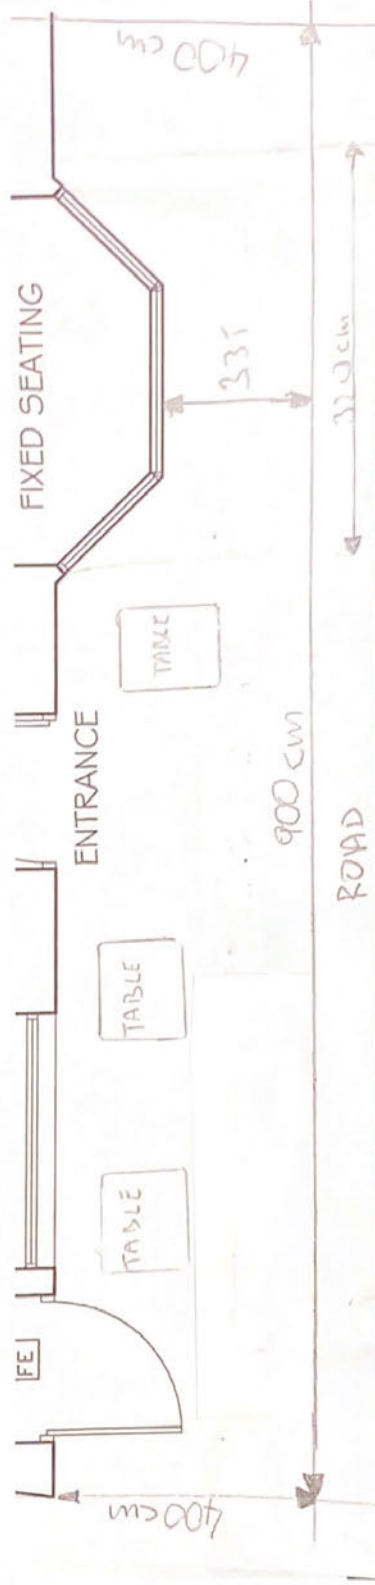 400 cm
FIXED SEATING
335
320 cm
TABLE
ENTRANCE
900 cm
ROAD
TABLE
TABLE
FE
400 cm